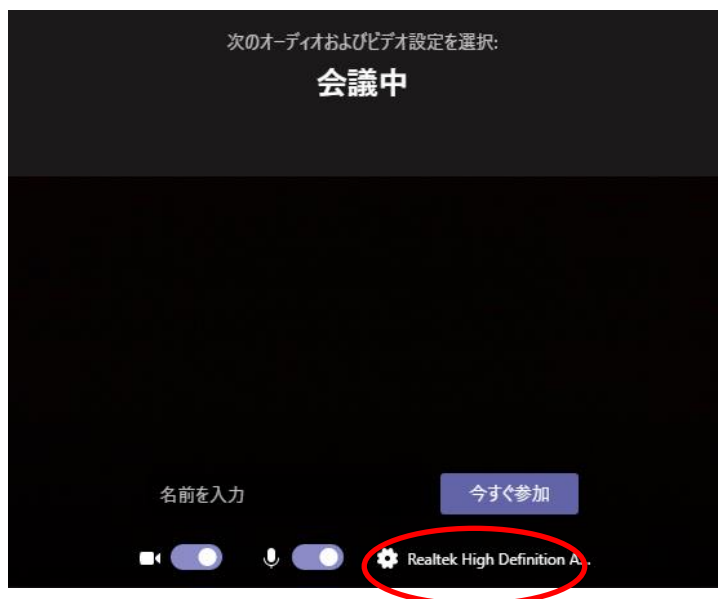 次のオーディオおよびビデオ設定を選択:
会議中
名前を入力
今すぐ参加
Realtek High Definition A...